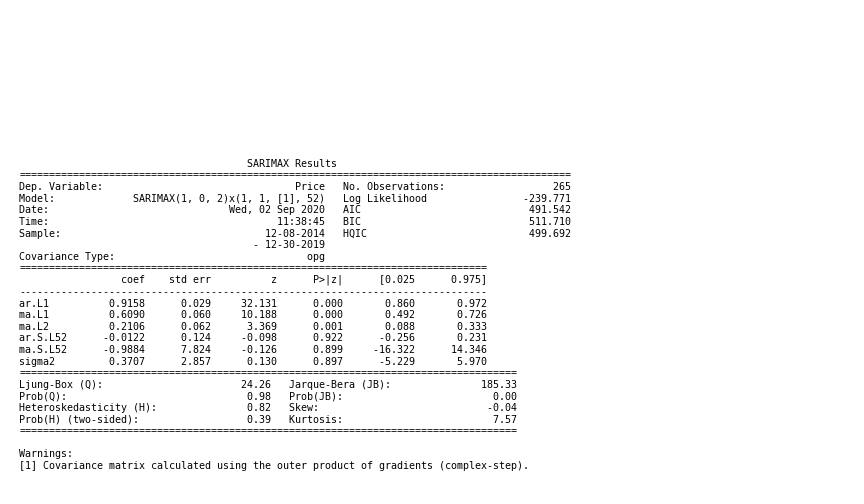 SARIMAX Results
==============================================================================================
Dep. Variable:                                Price   No. Observations:                  265
Model:             SARIMAX(1, 0, 2)x(1, 1, [1], 52)   Log Likelihood                -239.771
Date:                              Wed, 02 Sep 2020   AIC                            491.542
Time:                                      11:38:45   BIC                            511.710
Sample:                                  12-08-2014   HQIC                           499.692
                                       - 12-30-2019
Covariance Type:                                opg
==============================================================================
                 coef    std err          z      P>|z|      [0.025      0.975]
------------------------------------------------------------------------------
ar.L1          0.9158      0.029     32.131      0.000       0.860       0.972
ma.L1          0.6090      0.060     10.188      0.000       0.492       0.726
ma.L2          0.2106      0.062      3.369      0.001       0.088       0.333
ar.S.L52      -0.0122      0.124     -0.098      0.922      -0.256       0.231
ma.S.L52      -0.9884      7.824     -0.126      0.899     -16.322      14.346
sigma2         0.3707      2.857      0.130      0.897      -5.229       5.970
===================================================================================
Ljung-Box (Q):                       24.26   Jarque-Bera (JB):               185.33
Prob(Q):                              0.98   Prob(JB):                         0.00
Heteroskedasticity (H):               0.82   Skew:                            -0.04
Prob(H) (two-sided):                  0.39   Kurtosis:                         7.57
===================================================================================
Warnings:
[1] Covariance matrix calculated using the outer product of gradients (complex-step).